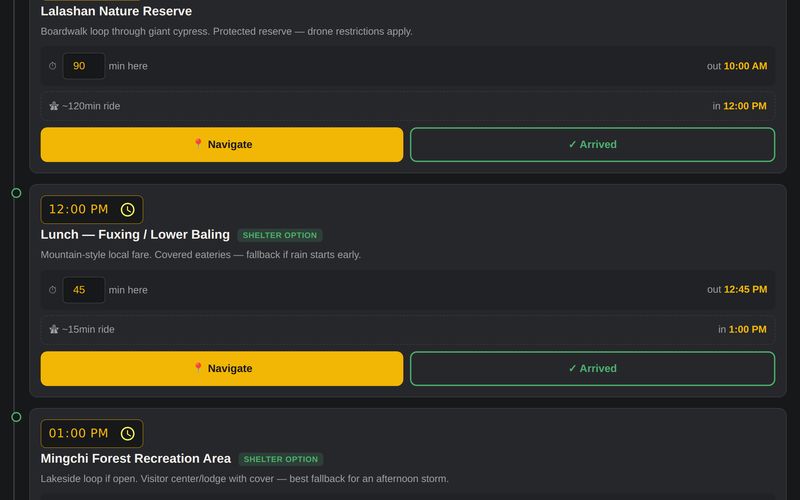 Lalashan Nature Reserve
Boardwalk loop through giant cypress. Protected reserve — drone restrictions apply.
⏱ 90 min here out 10:00 AM
🛣 ~120min ride in 12:00 PM
📍 Navigate ✓ Arrived
12:00 PM
Lunch — Fuxing / Lower Baling SHELTER OPTION
Mountain-style local fare. Covered eateries — fallback if rain starts early.
⏱ 45 min here out 12:45 PM
🛣 ~15min ride in 1:00 PM
📍 Navigate ✓ Arrived
01:00 PM
Mingchi Forest Recreation Area SHELTER OPTION
Lakeside loop if open. Visitor center/lodge with cover — best fallback for an afternoon storm.